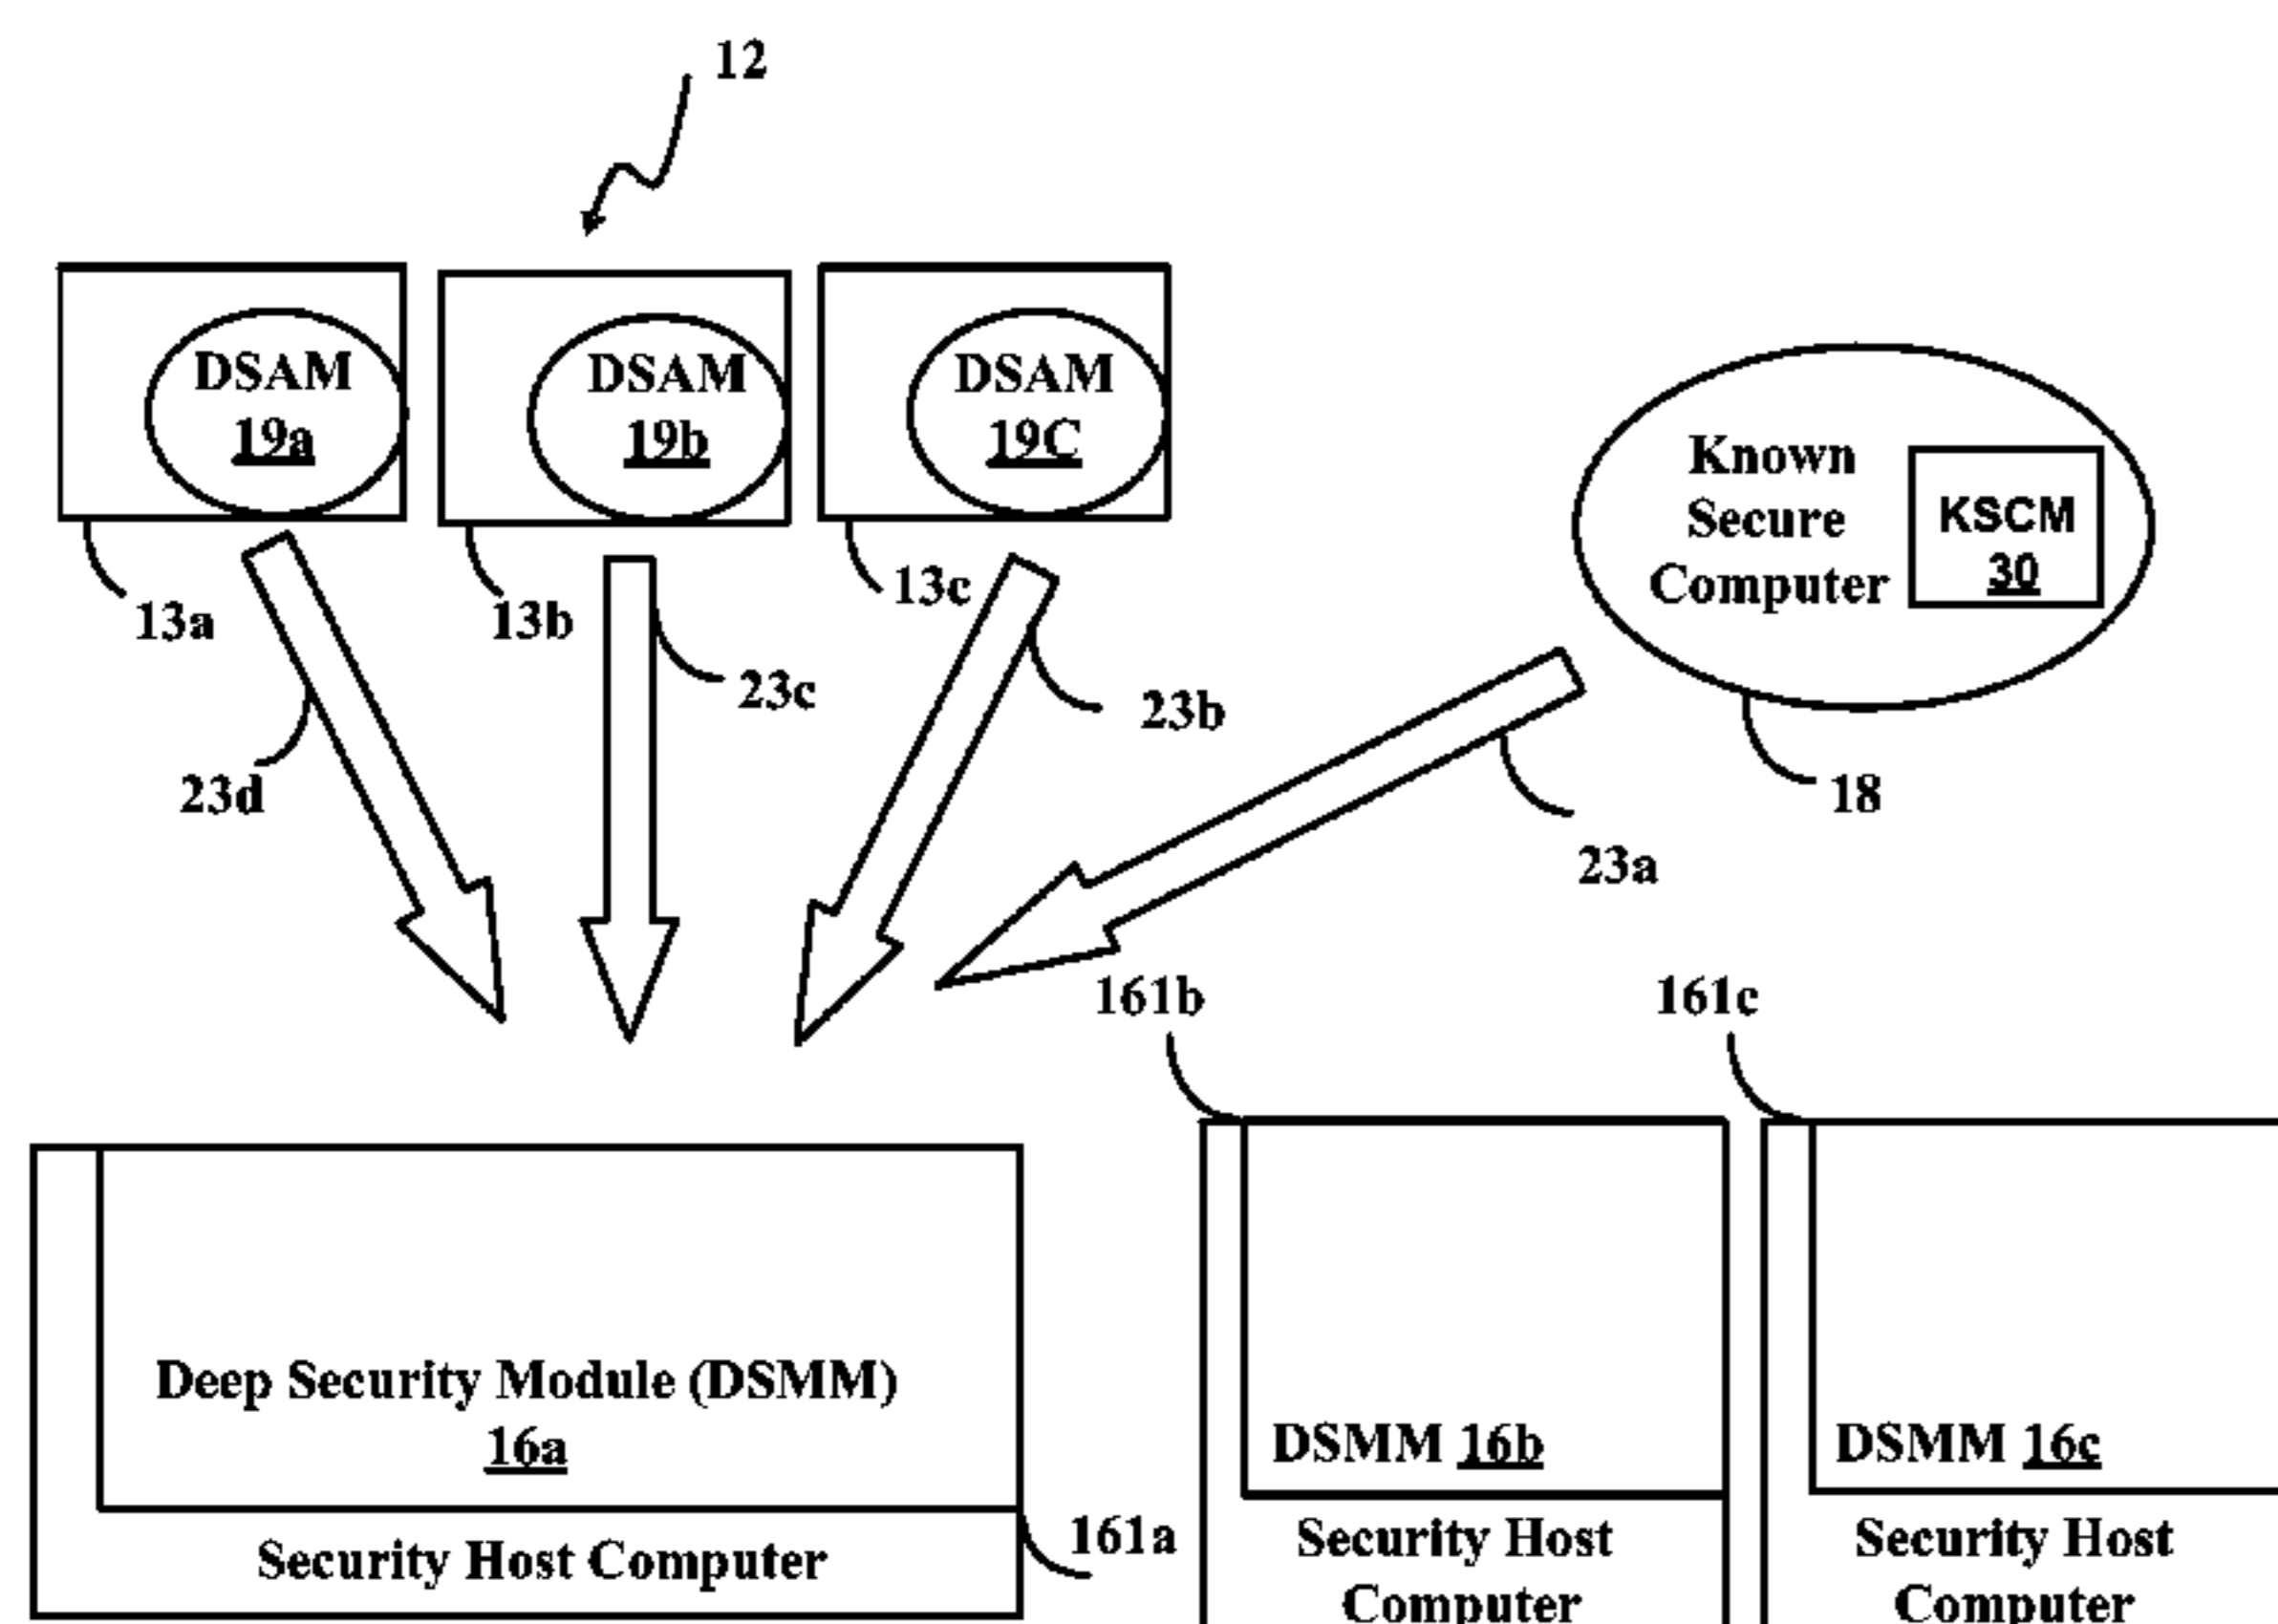 12
DSAM
19a
DSAM
19b
DSAM
19C
Known
Secure
Computer
KSCM
30
13a
13b
13c
23d
23c
23b
23a
18
161b
161c
Deep Security Module (DSMM)
16a
Security Host Computer
161a
DSMM 16b
Security Host
Computer
DSMM 16c
Security Host
Computer